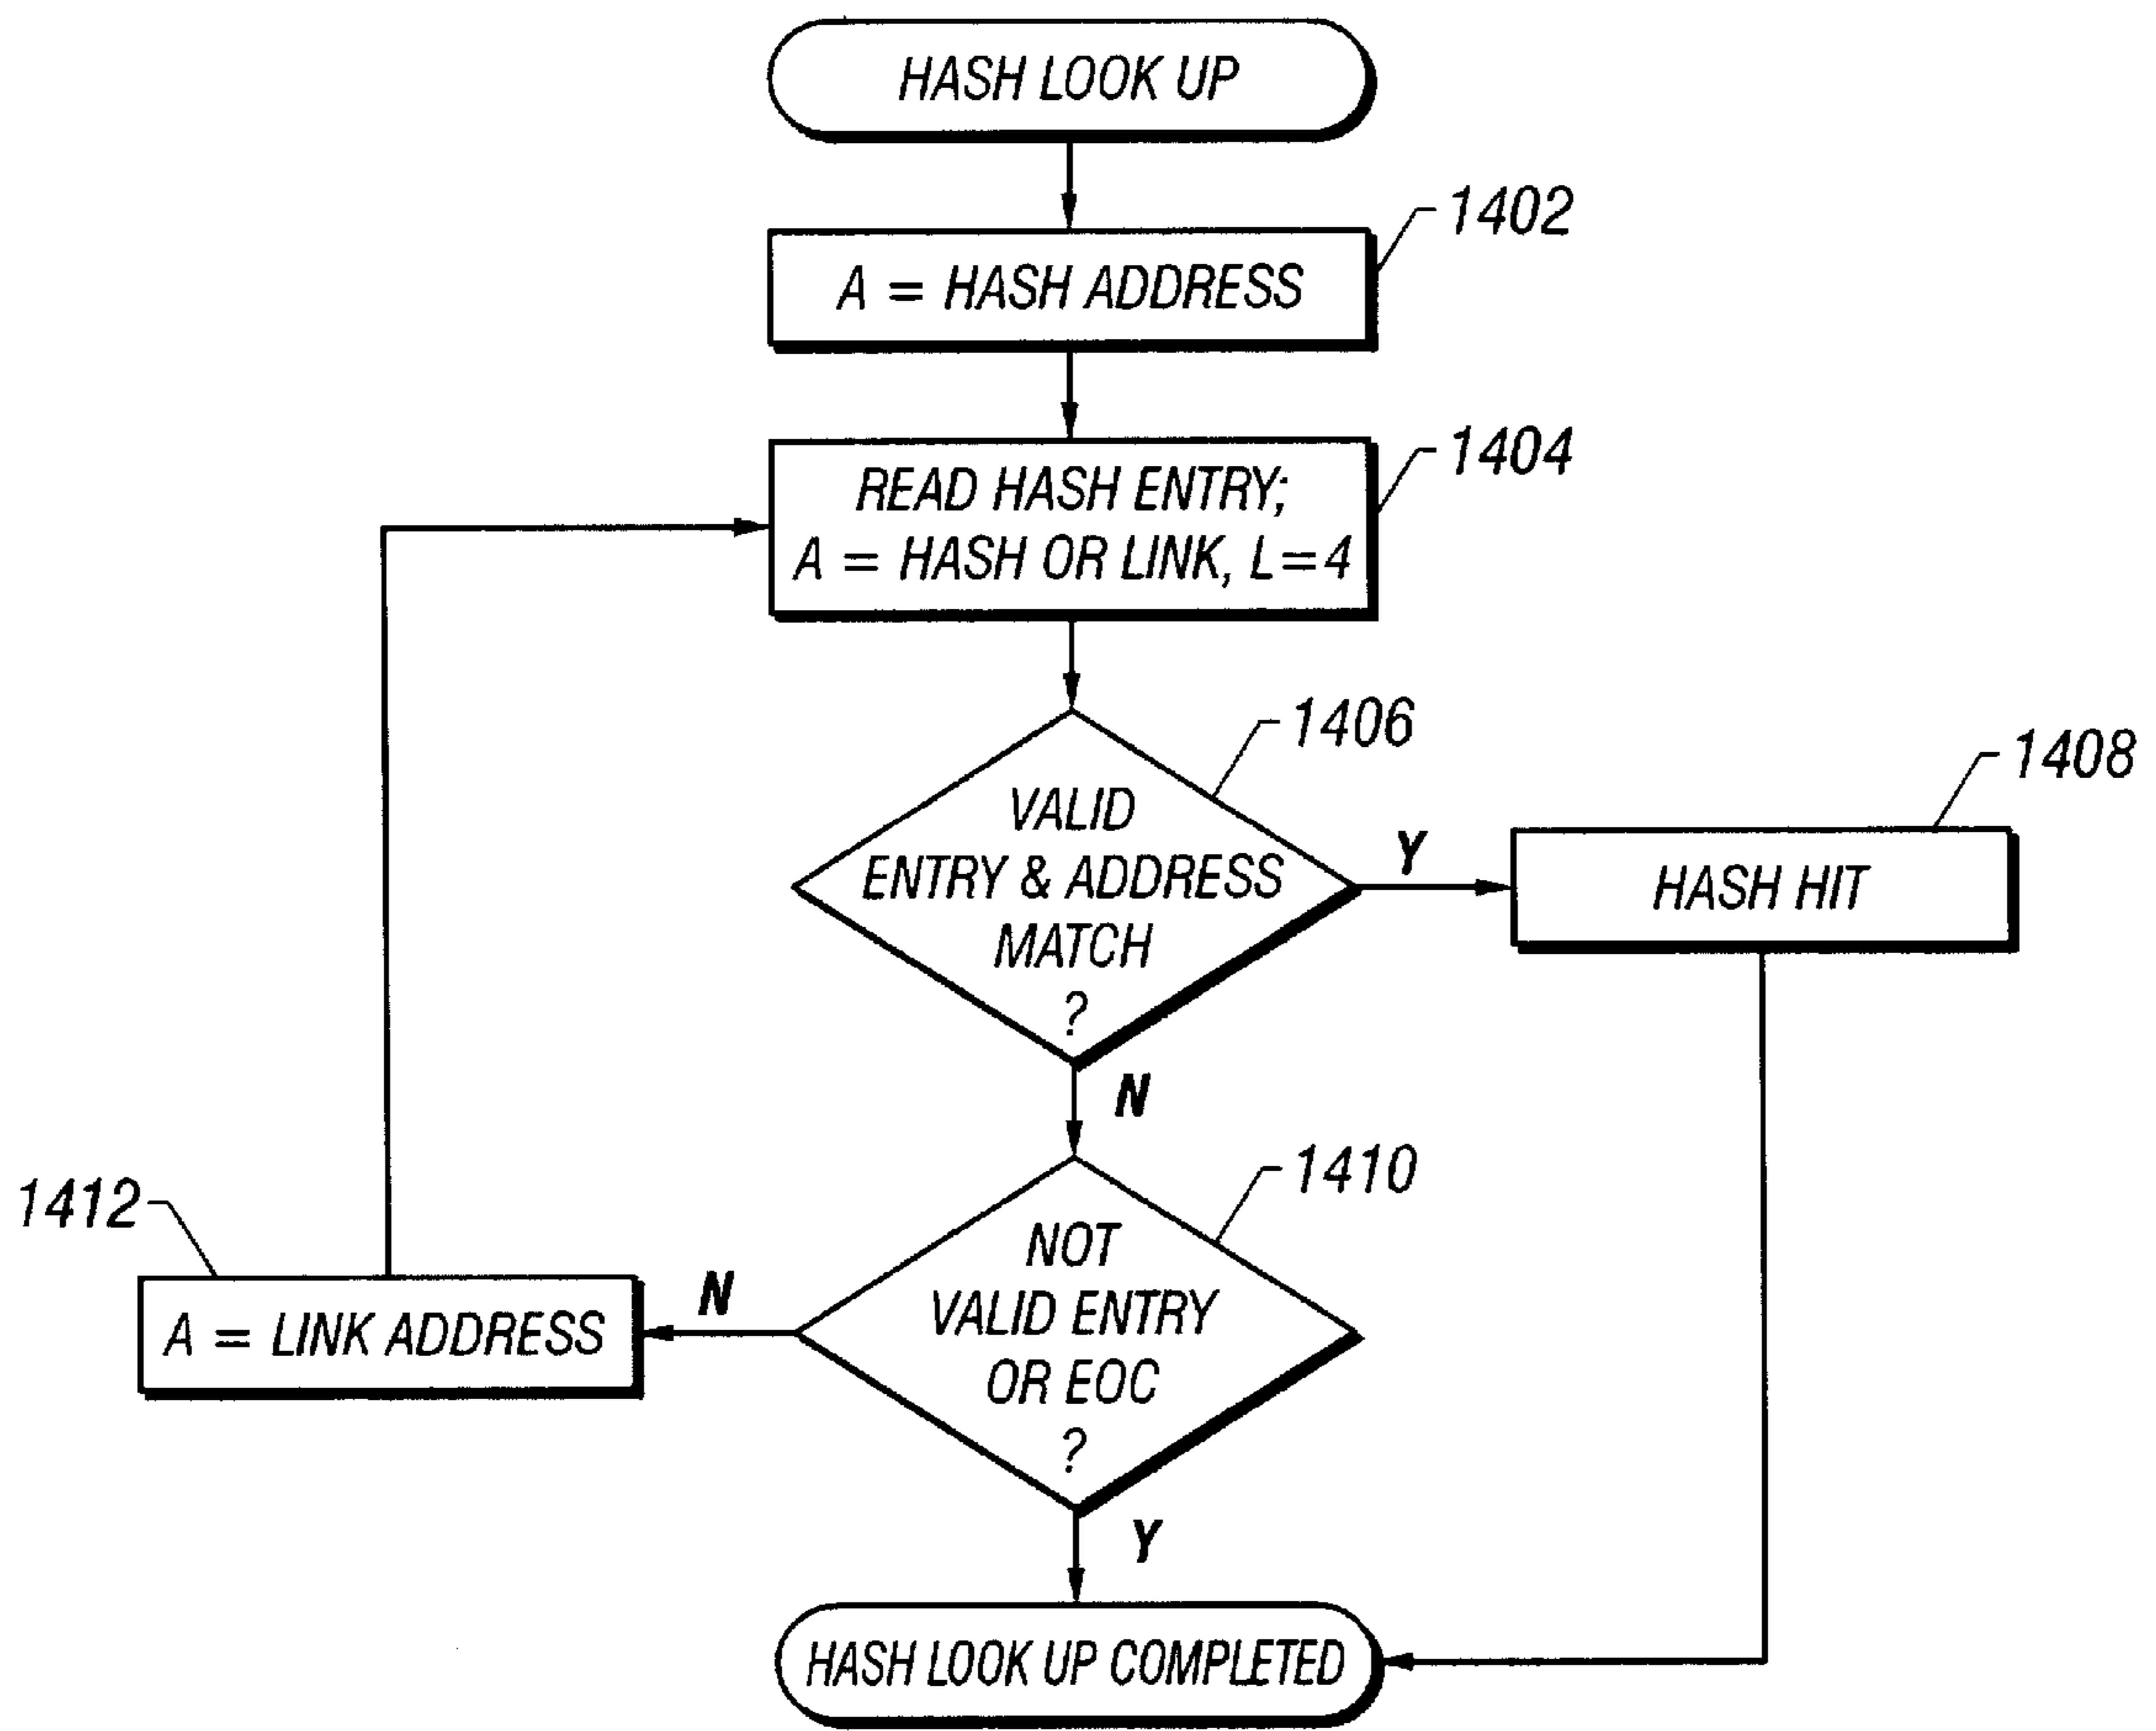 HASH LOOK UP
1402
A = HASH ADDRESS
1404
READ HASH ENTRY;
A = HASH OR LINK, L=4
1406
VALID
ENTRY & ADDRESS
MATCH
?
Y
1408
HASH HIT
N
1410
NOT
VALID ENTRY
OR EOC
?
N
1412
A = LINK ADDRESS
Y
HASH LOOK UP COMPLETED